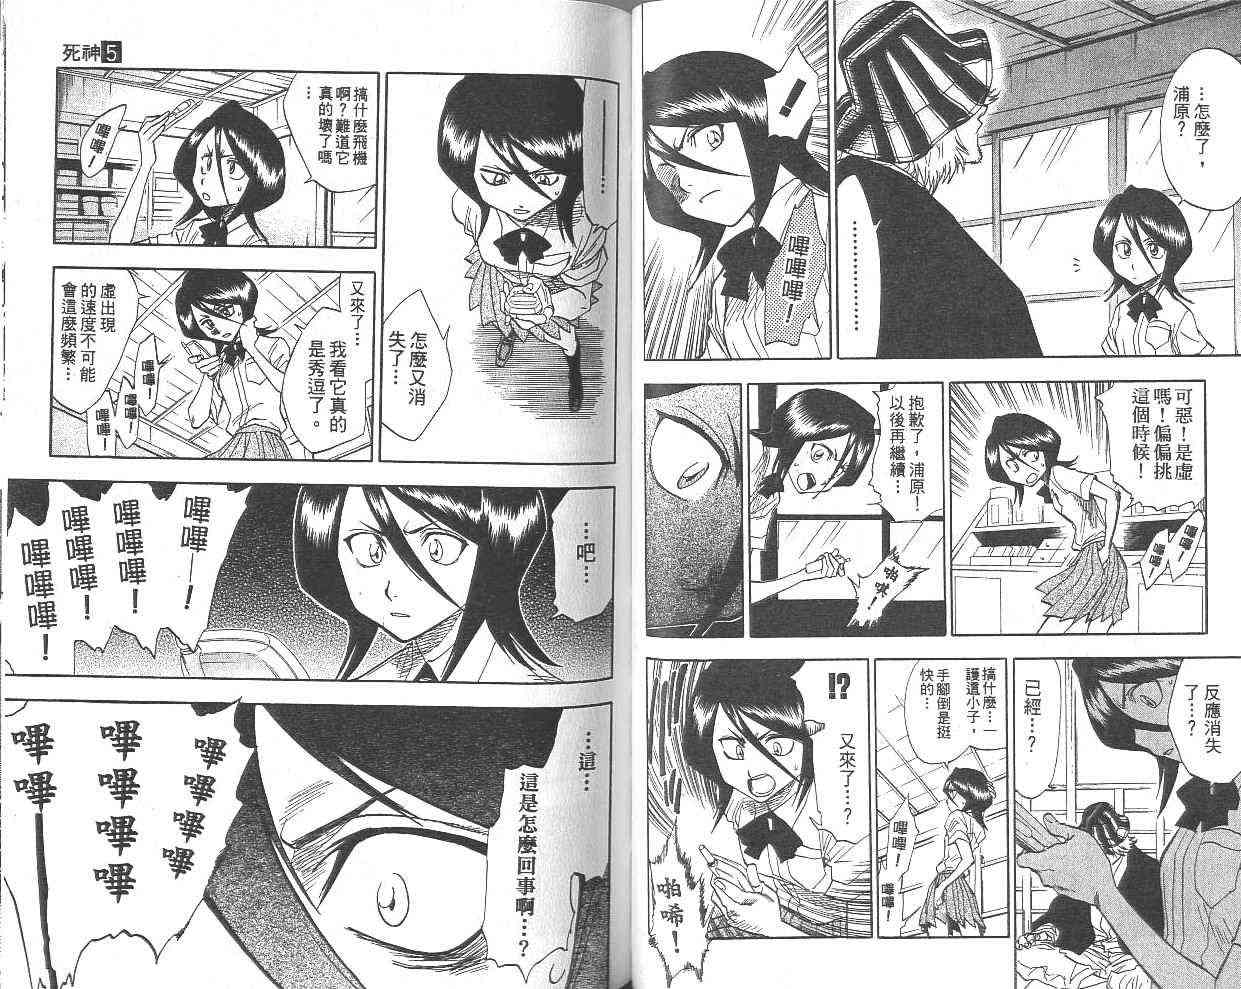 死神5
…怎麼了，
浦原？
…………
！
嗶嗶嗶！
可惡！是虛
嗎！偏偏挑
這個時候！
嗶嗶！
嗶嗶！
抱歉了，浦原！
以後再繼續…
啪咻！
反應消失
了…？
已經…？
搞什麼…一
護這小子，
手腳倒是挺
快的…
嗶嗶！
嗶嗶！
!?
又來了…？
啪唏！
………
怎麼又消
失了…
搞什麼飛機
啊？難道它
真的壞了嗎
…
嗶嗶！
又來了…
我看它真的
是秀逗了。
虛出現
的速度不可能
會這麼頻繁…
嗶嗶！
嗶嗶！
嗶嗶！
…吧…
嗶嗶—！
嗶嗶嗶！
嗶嗶嗶！
嗶嗶嗶！
…這…
這是怎麼回事啊…？
嗶嗶嗶嗶
嗶嗶嗶嗶
嗶嗶